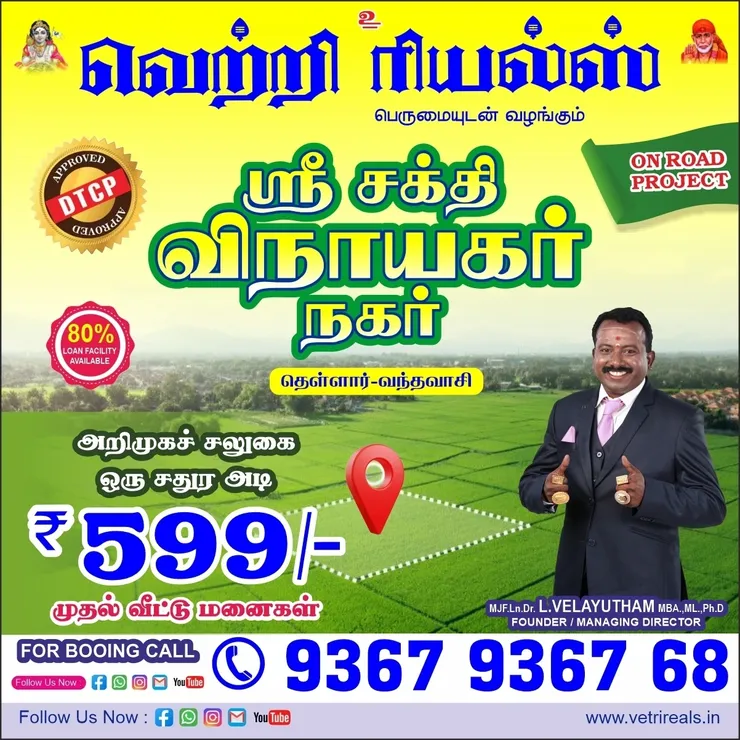 உ
வெற்றி ரியல்ஸ்
பெருமையுடன் வழங்கும்
APPROVED
DTCP
APPROVED
ON ROAD
PROJECT
ஸ்ரீ சக்தி
விநாயகர்
நகர்
80%
LOAN FACILITY
AVAILABLE
தெள்ளார்-வந்தவாசி
அறிமுகச் சலுகை
ஒரு சதுர அடி
₹ 599/-
முதல் வீட்டு மனைகள்
MJF.Ln.Dr. L.VELAYUTHAM MBA.,ML.,Ph.D
FOUNDER / MANAGING DIRECTOR
FOR BOOING CALL
9367 9367 68
Follow Us Now : YouTube
Follow Us Now : YouTube
www.vetrireals.in